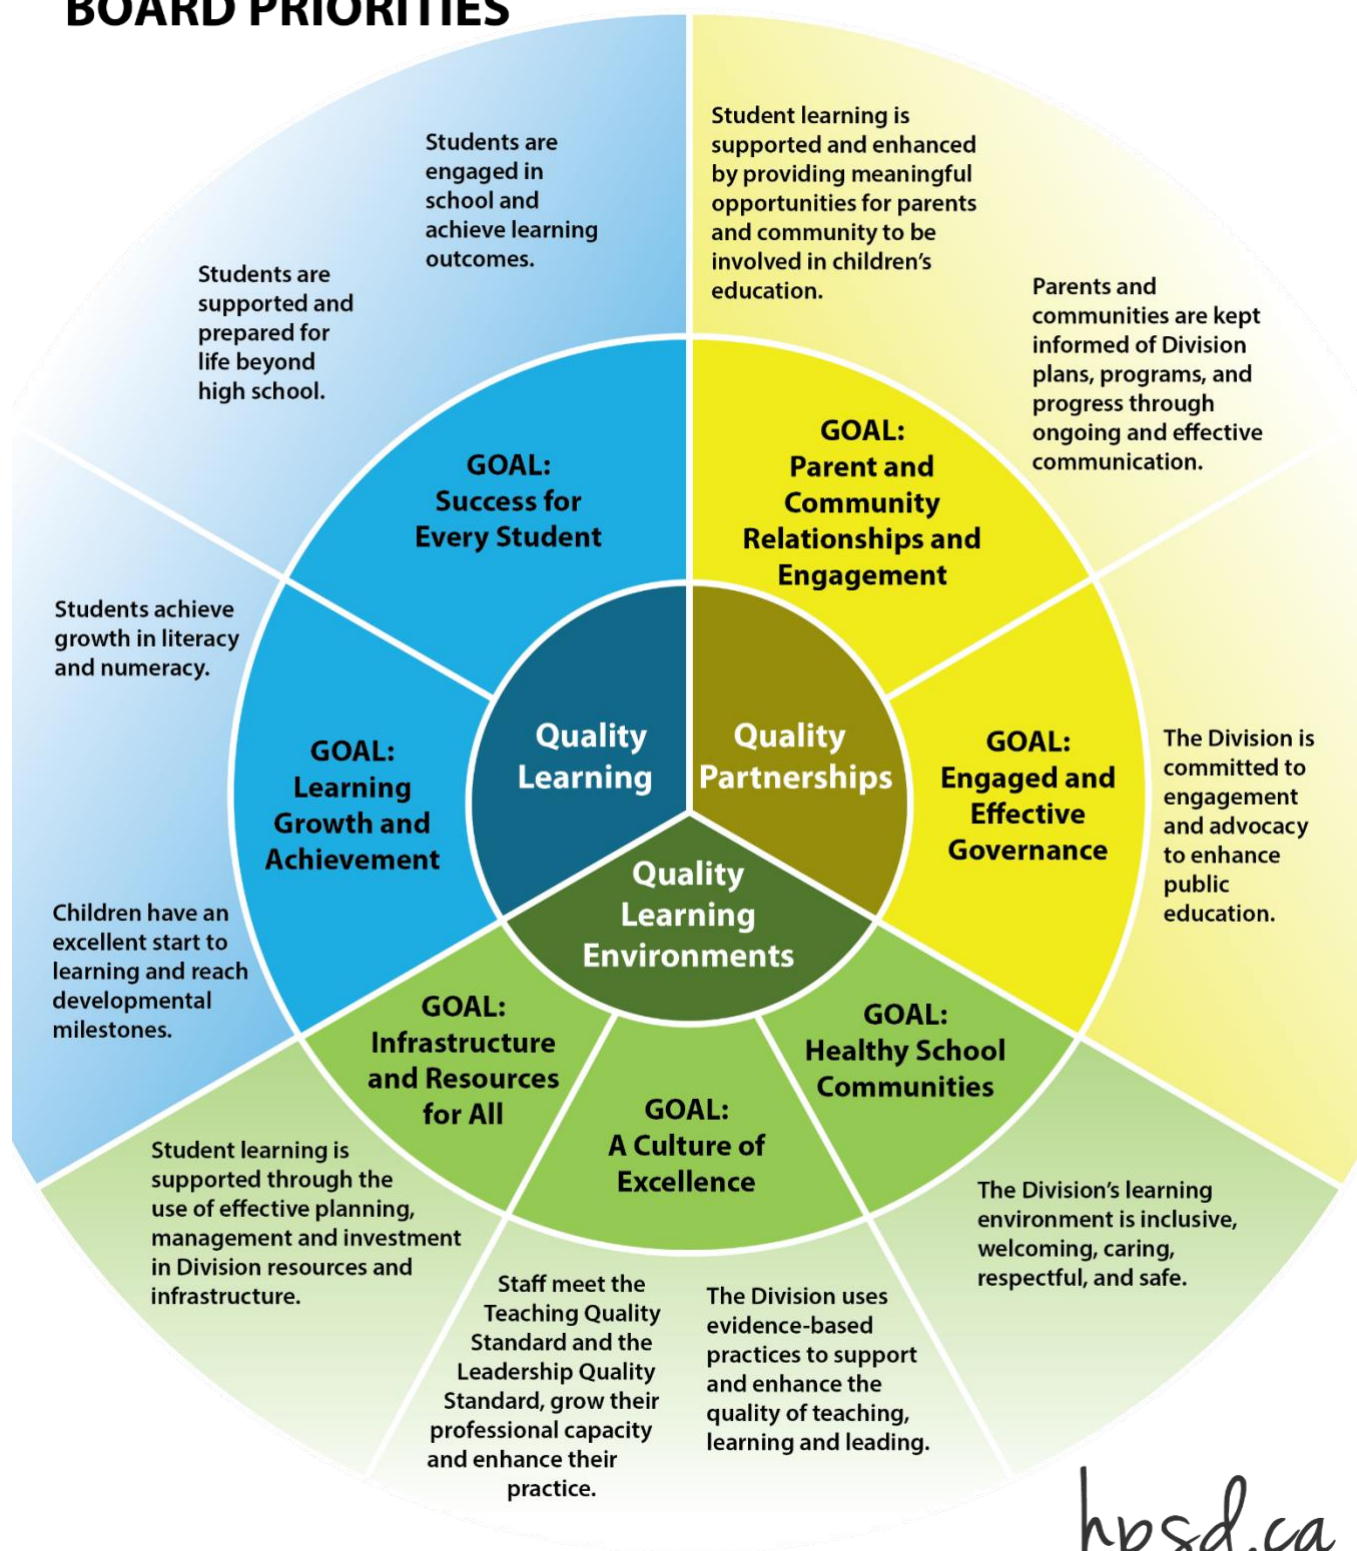 BOARD PRIORITIES
Students are
engaged in
school and
achieve learning
outcomes.
Students are
supported and
prepared for
life beyond
high school.
Student learning is
supported and enhanced
by providing meaningful
opportunities for parents
and community to be
involved in children's
education.
Parents and
communities are kept
informed of Division
plans, programs, and
progress through
ongoing and effective
communication.
GOAL:
Success for
Every Student
GOAL:
Parent and
Community
Relationships and
Engagement
Students achieve
growth in literacy
and numeracy.
Children have an
excellent start to
learning and reach
developmental
milestones.
GOAL:
Learning
Growth and
Achievement
Quality
Learning
Quality
Partnerships
Quality
Learning
Environments
GOAL:
Engaged and
Effective
Governance
The Division is
committed to
engagement
and advocacy
to enhance
public
education.
GOAL:
Infrastructure
and Resources
for All
GOAL:
A Culture of
Excellence
GOAL:
Healthy School
Communities
Student learning is
supported through the
use of effective planning,
management and investment
in Division resources and
infrastructure.
Staff meet the
Teaching Quality
Standard and the
Leadership Quality
Standard, grow their
professional capacity
and enhance their
practice.
The Division uses
evidence-based
practices to support
and enhance the
quality of teaching,
learning and leading.
The Division's learning
environment is inclusive,
welcoming, caring,
respectful, and safe.
hpsd.ca